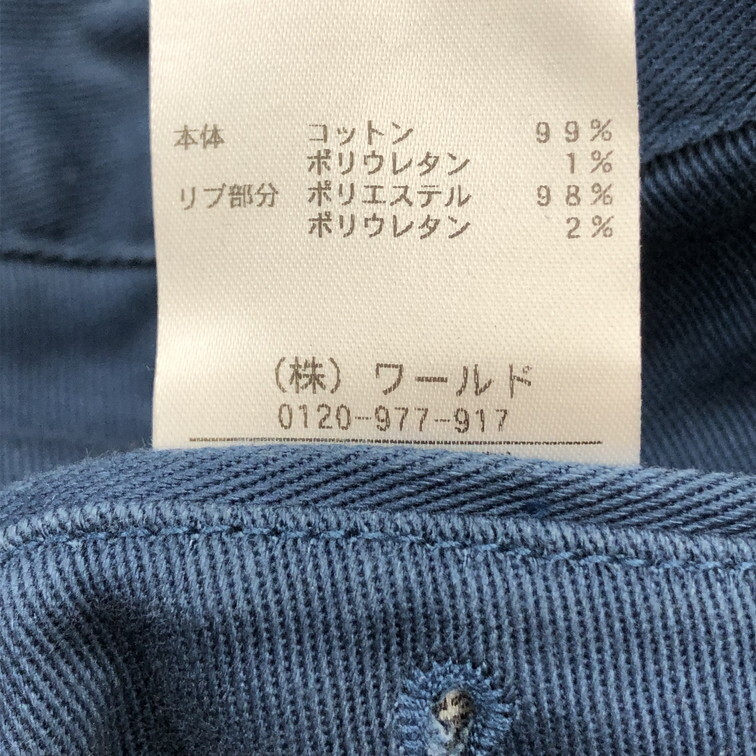 本体 コットン 99%
ポリウレタン 1%
リブ部分 ポリエステル 98%
ポリウレタン 2%
(株) ワールド
0120-977-917